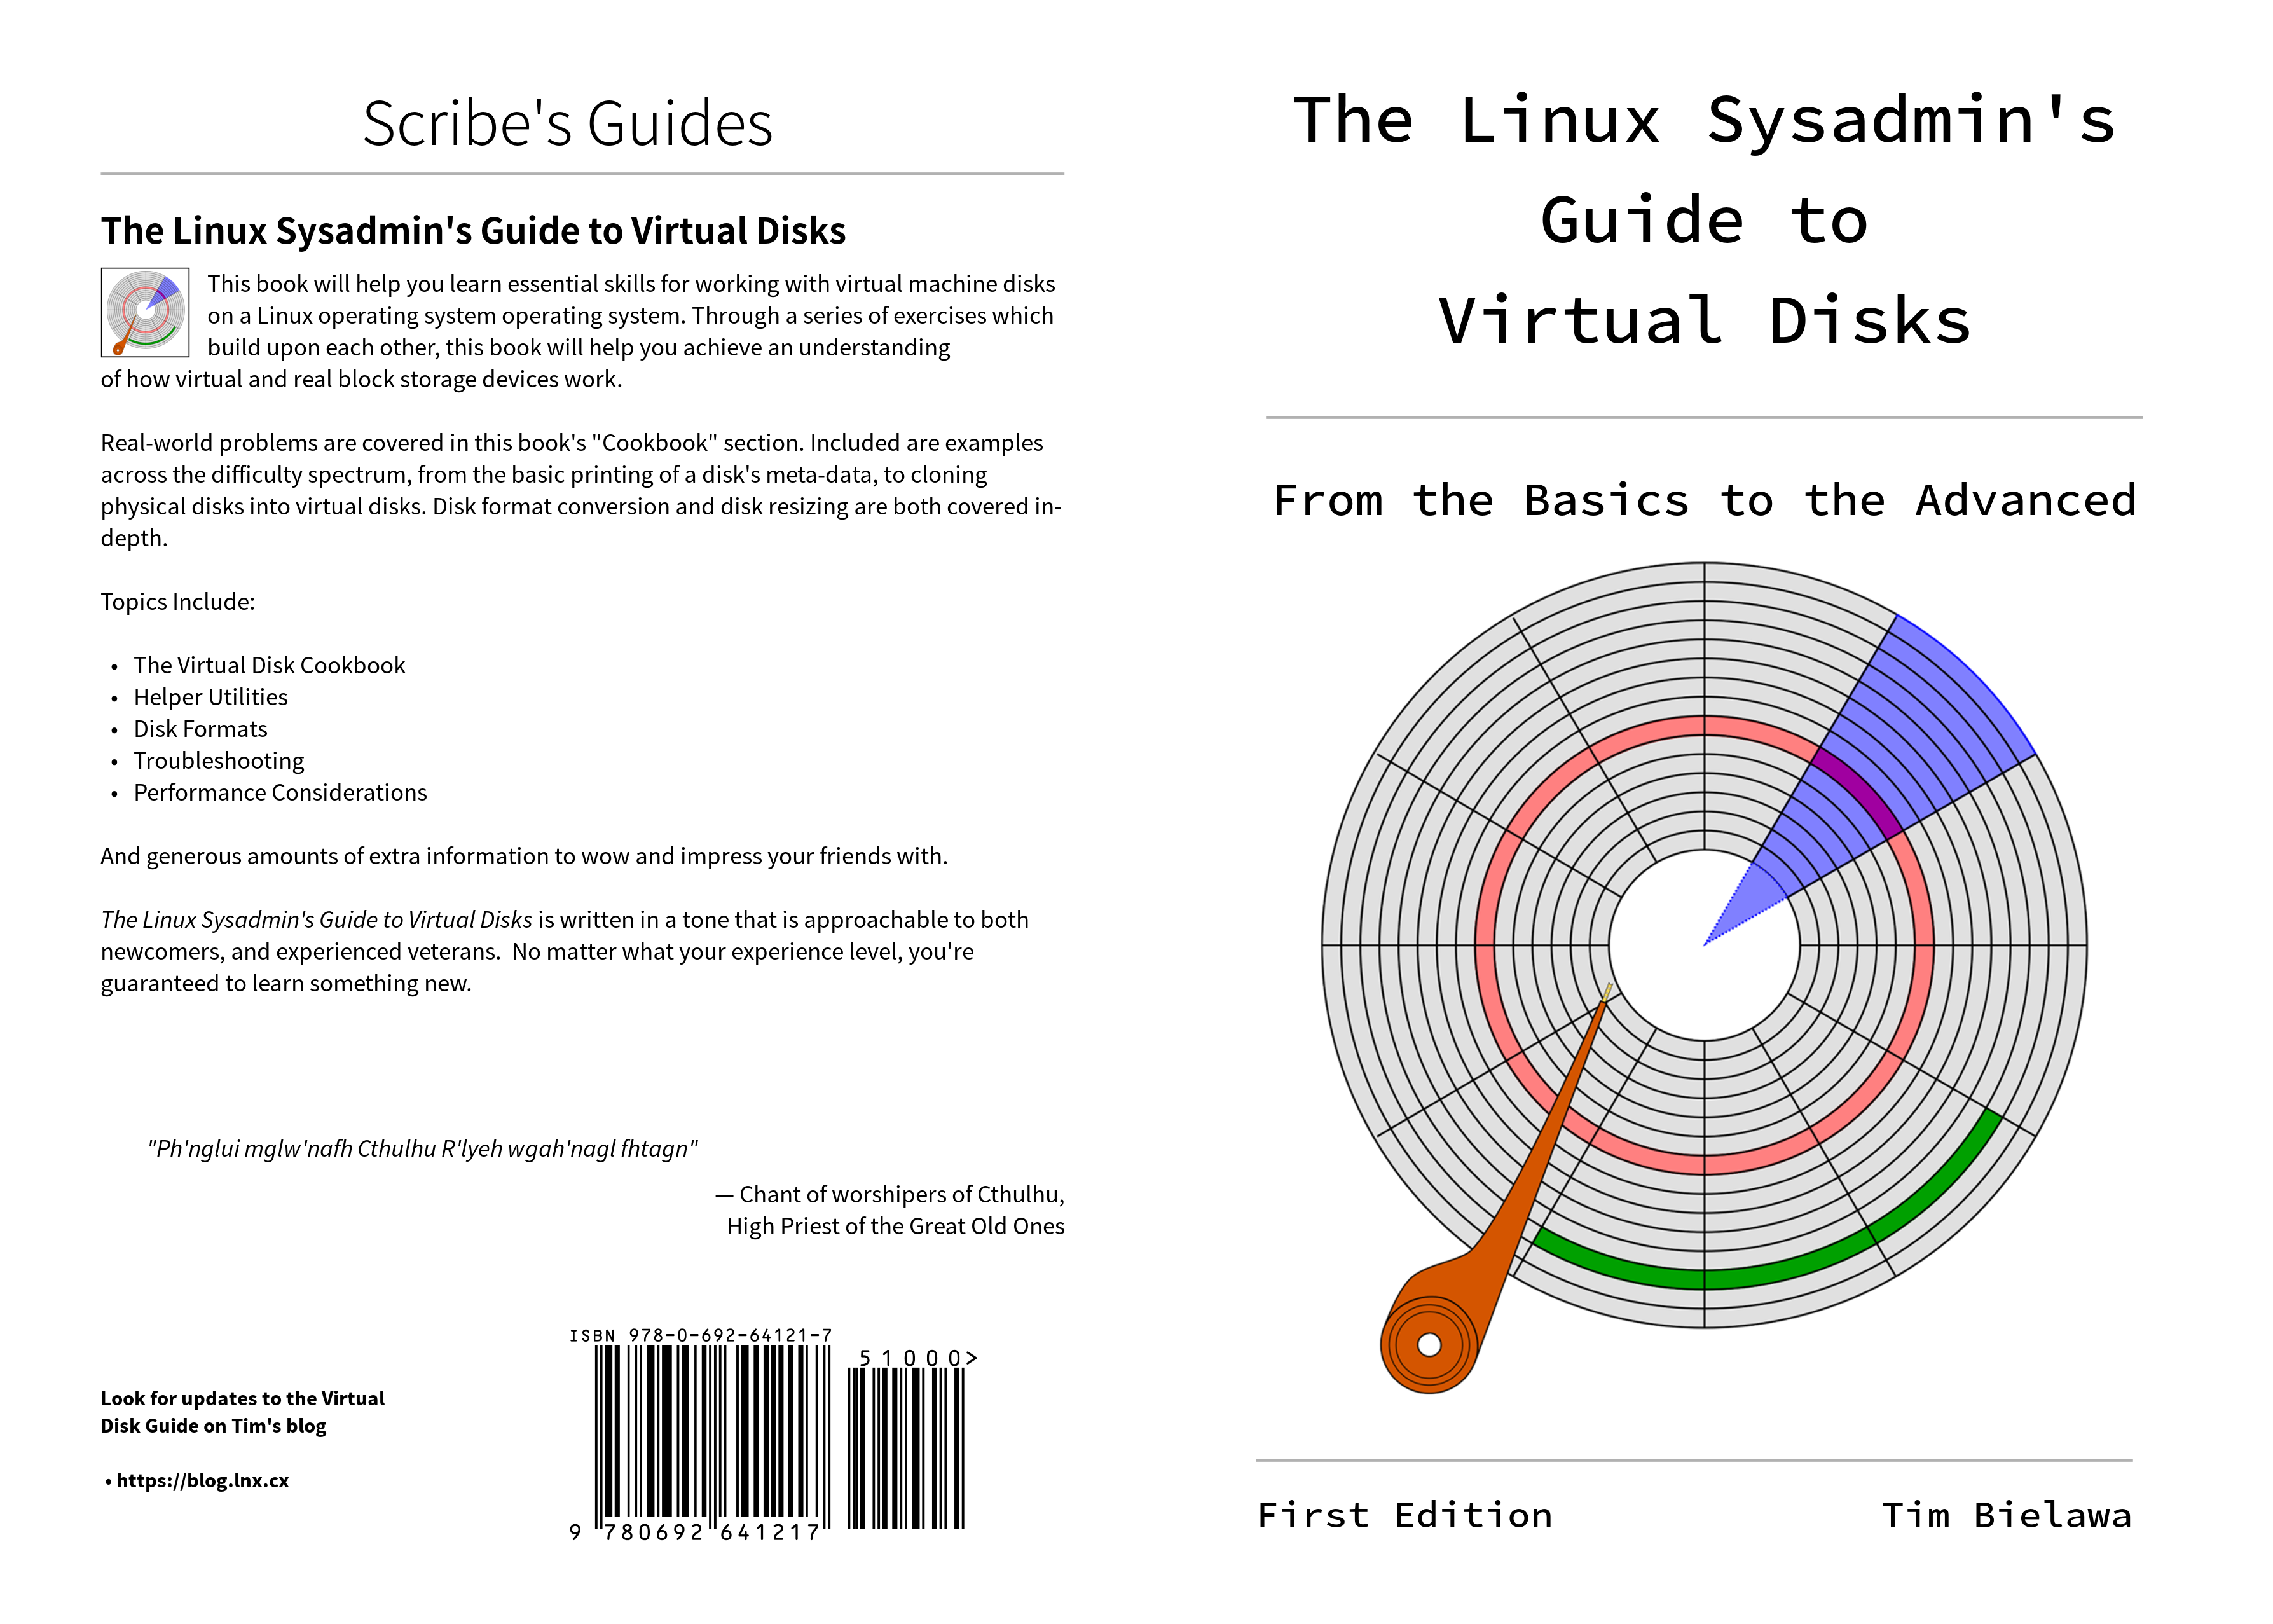 Scribe's Guides
The Linux Sysadmin's Guide to Virtual Disks
This book will help you learn essential skills for working with virtual machine disks
on a Linux operating system operating system. Through a series of exercises which
build upon each other, this book will help you achieve an understanding
of how virtual and real block storage devices work.
Real-world problems are covered in this book's "Cookbook" section. Included are examples
across the difficulty spectrum, from the basic printing of a disk's meta-data, to cloning
physical disks into virtual disks. Disk format conversion and disk resizing are both covered in-
depth.
Topics Include:
• The Virtual Disk Cookbook
• Helper Utilities
• Disk Formats
• Troubleshooting
• Performance Considerations
And generous amounts of extra information to wow and impress your friends with.
The Linux Sysadmin's Guide to Virtual Disks is written in a tone that is approachable to both
newcomers, and experienced veterans.  No matter what your experience level, you're
guaranteed to learn something new.
"Ph'nglui mglw'nafh Cthulhu R'lyeh wgah'nagl fhtagn"
— Chant of worshipers of Cthulhu,
High Priest of the Great Old Ones
Look for updates to the Virtual
Disk Guide on Tim's blog
• https://blog.lnx.cx
ISBN 978-0-692-64121-7
51000>
9 780692 641217
The Linux Sysadmin's
Guide to
Virtual Disks
From the Basics to the Advanced
First Edition
Tim Bielawa